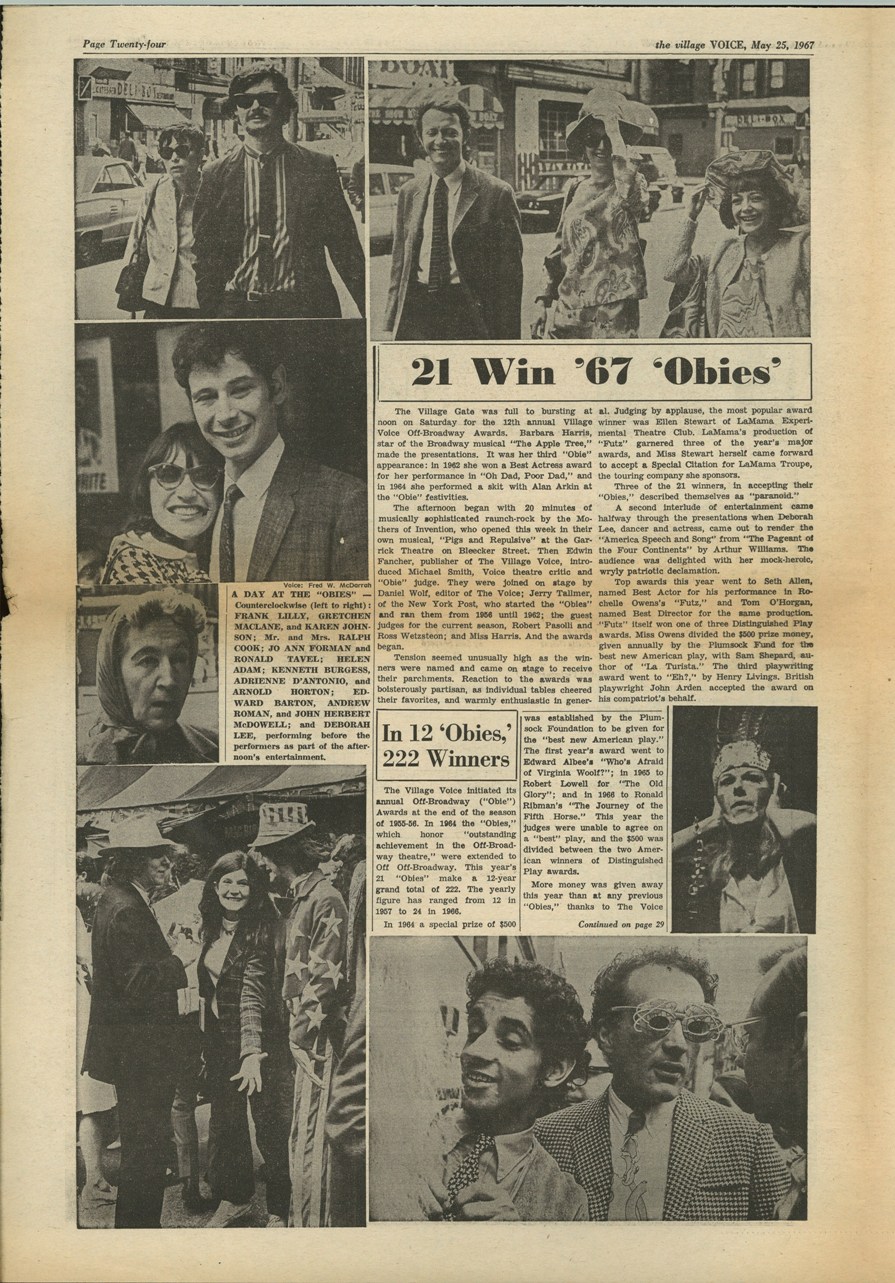 Page Twenty-four
the village VOICE, May 25, 1967
DELI-BOY
BOAT
DELI-BOX
21 Win '67 'Obies'
The Village Gate was full to bursting at
noon on Saturday for the 12th annual Village
Voice Off-Broadway Awards. Barbara Harris,
star of the Broadway musical "The Apple Tree,"
made the presentations. It was her third "Obie"
appearance: in 1962 she won a Best Actress award
for her performance in "Oh Dad, Poor Dad," and
in 1964 she performed a skit with Alan Arkin at
the "Obie" festivities.
The afternoon began with 20 minutes of
musically sophisticated raunch-rock by the Mo-
thers of Invention, who opened this week in their
own musical, "Pigs and Repulsive" at the Gar-
rick Theatre on Bleecker Street. Then Edwin
Fancher, publisher of The Village Voice, intro-
duced Michael Smith, Voice theatre critic and
"Obie" judge. They were joined on stage by
Daniel Wolf, editor of The Voice; Jerry Tallmer,
of the New York Post, who started the "Obies"
and ran them from 1956 until 1962; the guest
judges for the current season, Robert Pasolli and
Ross Wetzsteon; and Miss Harris. And the awards
began.
Tension seemed unusually high as the win-
ners were named and came on stage to receive
their parchments. Reaction to the awards was
boisterously partisan, as individual tables cheered
their favorites, and warmly enthusiastic in gener-
al. Judging by applause, the most popular award
winner was Ellen Stewart of LaMama Experi-
mental Theatre Club. LaMama's production of
"Futz" garnered three of the year's major
awards, and Miss Stewart herself came forward
to accept a Special Citation for LaMama Troupe,
the touring company she sponsors.
Three of the 21 winners, in accepting their
"Obies," described themselves as "paranoid."
A second interlude of entertainment came
halfway through the presentations when Deborah
Lee, dancer and actress, came out to render the
"America Speech and Song" from "The Pageant of
the Four Continents" by Arthur Williams. The
audience was delighted with her mock-heroic,
wryly patriotic declamation.
Top awards this year went to Seth Allen,
named Best Actor for his performance in Ro-
chelle Owens's "Futz," and Tom O'Horgan,
named Best Director for the same production.
"Futz" itself won one of three Distinguished Play
awards. Miss Owens divided the $500 prize money,
given annually by the Plumsock Fund for the
best new American play, with Sam Shepard, au-
thor of "La Turista." The third playwriting
award went to "Eh?," by Henry Livings. British
playwright John Arden accepted the award on
his compatriot's behalf.
Voice: Fred W. McDarrah
A DAY AT THE "OBIES" —
Counterclockwise (left to right):
FRANK LILLY, GRETCHEN
MACLANE, and KAREN JOHN-
SON; Mr. and Mrs. RALPH
COOK; JO ANN FORMAN and
RONALD TAVEL; HELEN
ADAM; KENNETH BURGESS,
ADRIENNE D'ANTONIO, and
ARNOLD HORTON; ED-
WARD BARTON, ANDREW
ROMAN, and JOHN HERBERT
McDOWELL; and DEBORAH
LEE, performing before the
performers as part of the after-
noon's entertainment.
In 12 'Obies,'
222 Winners
The Village Voice initiated its
annual Off-Broadway ("Obie")
Awards at the end of the season
of 1955-56. In 1964 the "Obies,"
which honor "outstanding
achievement in the Off-Broad-
way theatre," were extended to
Off Off-Broadway. This year's
21 "Obies" make a 12-year
grand total of 222. The yearly
figure has ranged from 12 in
1957 to 24 in 1966.
In 1964 a special prize of $500
was established by the Plum-
sock Foundation to be given for
the "best new American play."
The first year's award went to
Edward Albee's "Who's Afraid
of Virginia Woolf?"; in 1965 to
Robert Lowell for "The Old
Glory"; and in 1966 to Ronald
Ribman's "The Journey of the
Fifth Horse." This year the
judges were unable to agree on
a "best" play, and the $500 was
divided between the two Amer-
ican winners of Distinguished
Play awards.
More money was given away
this year than at any previous
"Obies," thanks to The Voice
Continued on page 29